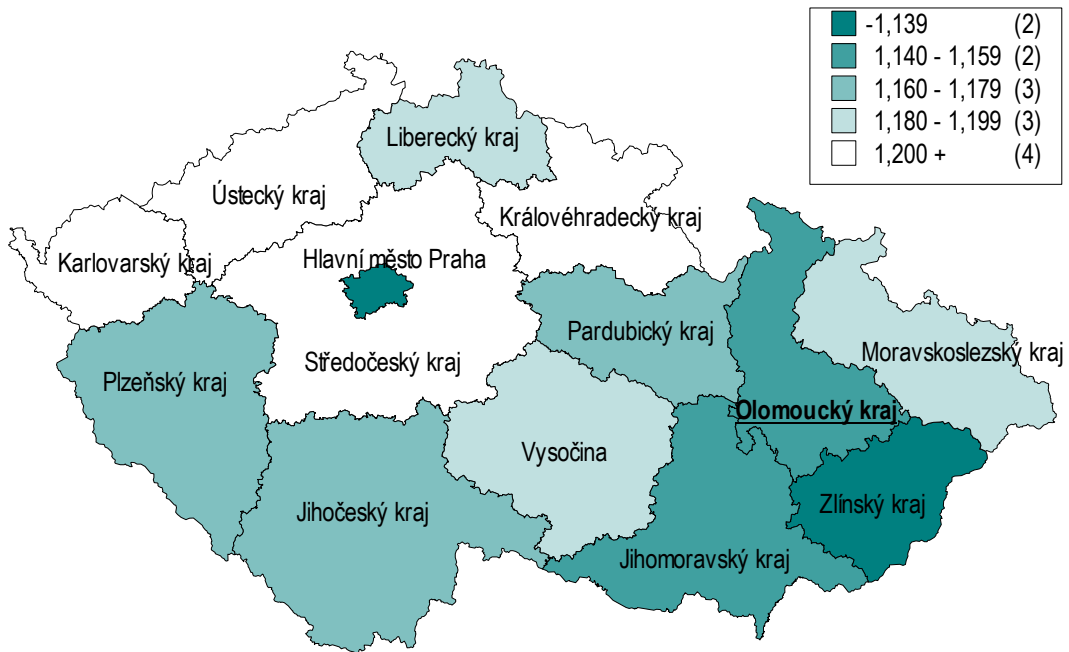 -1,139 (2)
1,140 - 1,159 (2)
1,160 - 1,179 (3)
1,180 - 1,199 (3)
1,200 + (4)
Liberecký kraj
Ústecký kraj
Královéhradecký kraj
Karlovarský kraj
Hlavní město Praha
Pardubický kraj
Moravskoslezský kraj
Středočeský kraj
Plzeňský kraj
Olomoucký kraj
Vysočina
Zlínský kraj
Jihočeský kraj
Jihomoravský kraj